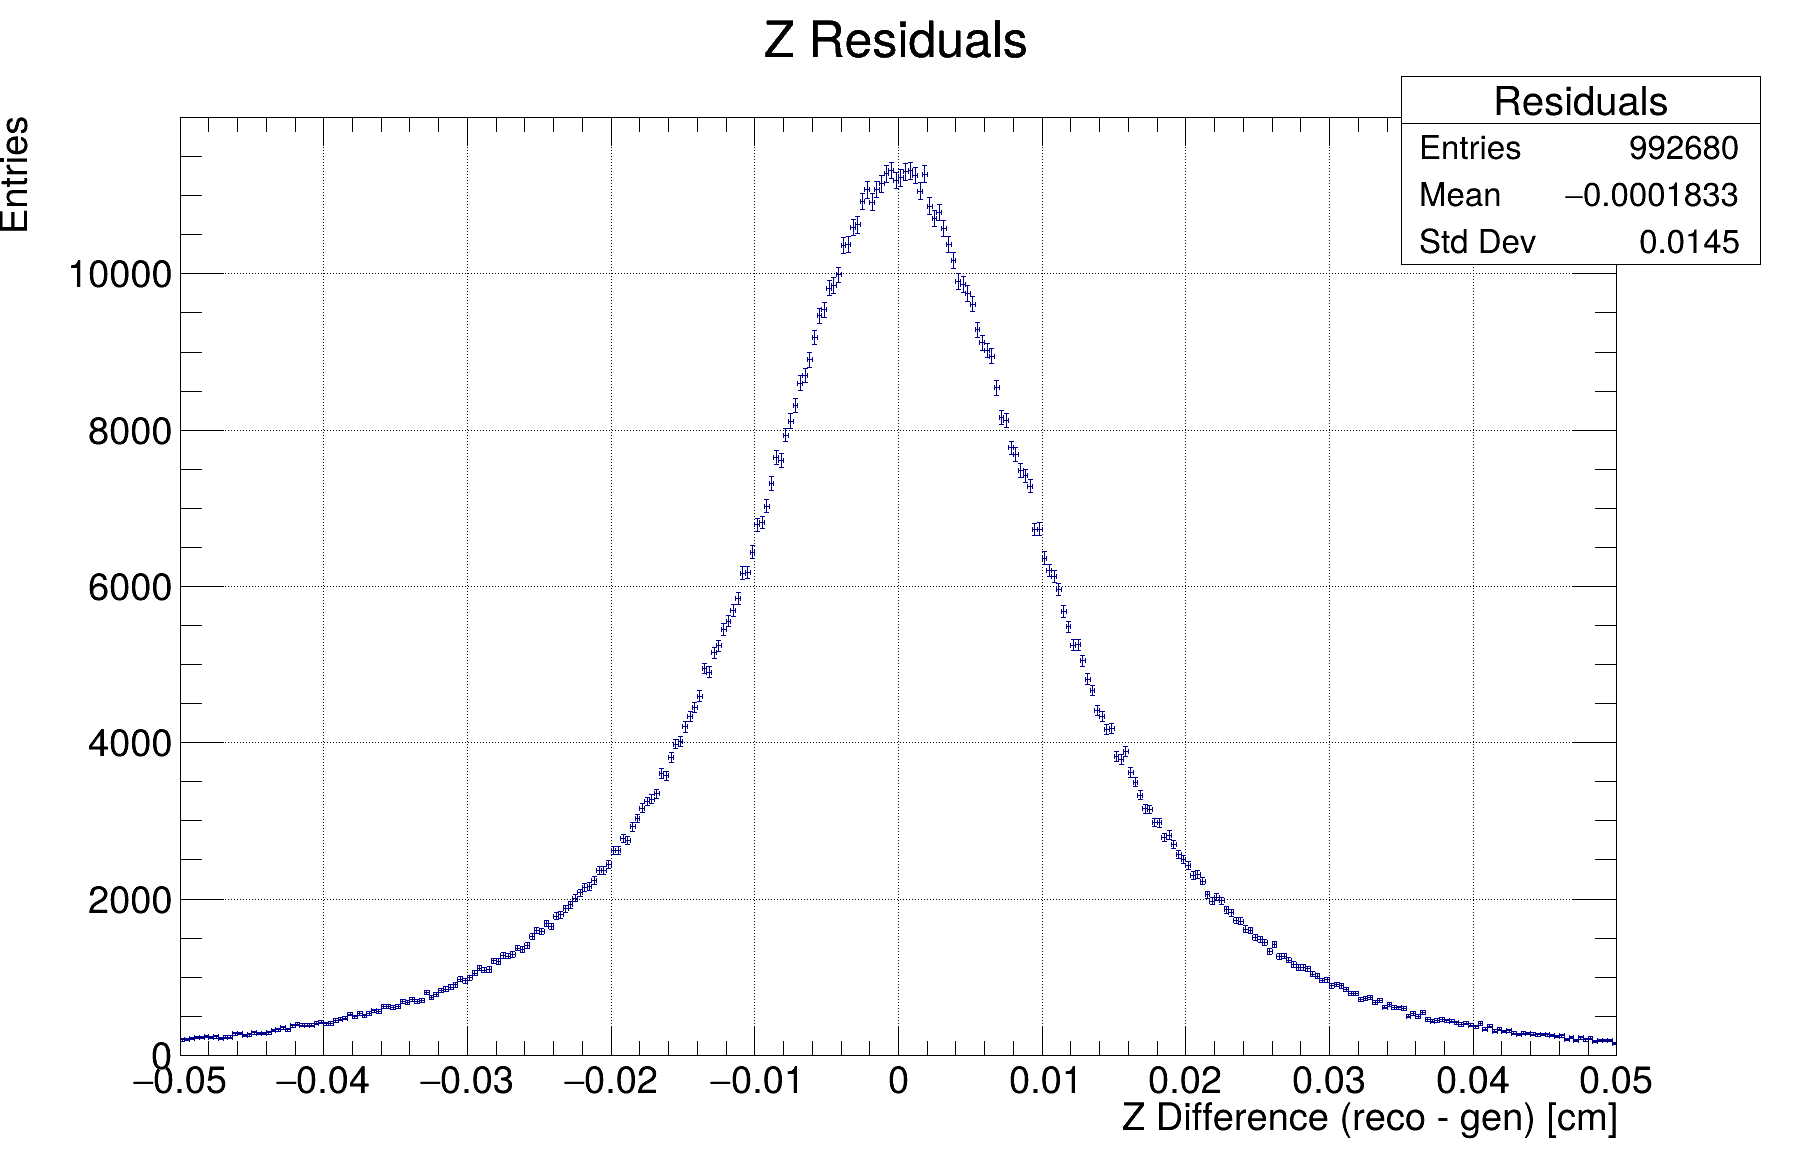 Z Residuals
Entries
Residuals
Entries 992680
Mean −0.0001833
Std Dev 0.0145
10000
8000
6000
4000
2000
0
−0.05 −0.04 −0.03 −0.02 −0.01 0 0.01 0.02 0.03 0.04 0.05
Z Difference (reco - gen) [cm]